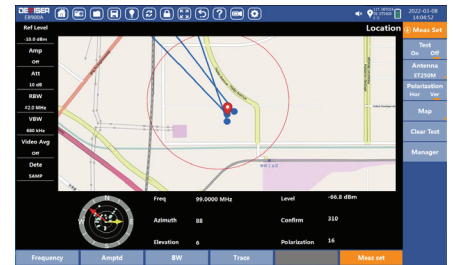 DEVISER
E8900A
2022-03-08
14:04:52
Ref Level
-10.0 dBm
Amp
Off
Att
10 dB
RBW
#2.0 MHz
VBW
680 kHz
Video Avg
Off
Dete
SAMP
Location
Meas Set
Test
On Off
Antenna
ET250M
Polarization
Hor Ver
Map
Clear Test
Manager
N
W
Freq 99.0000 MHz Level -66.8 dBm
Azimuth 88 Confirm 310
Elevation 6 Polarization 16
Frequency Amptd BW Trace Meas set